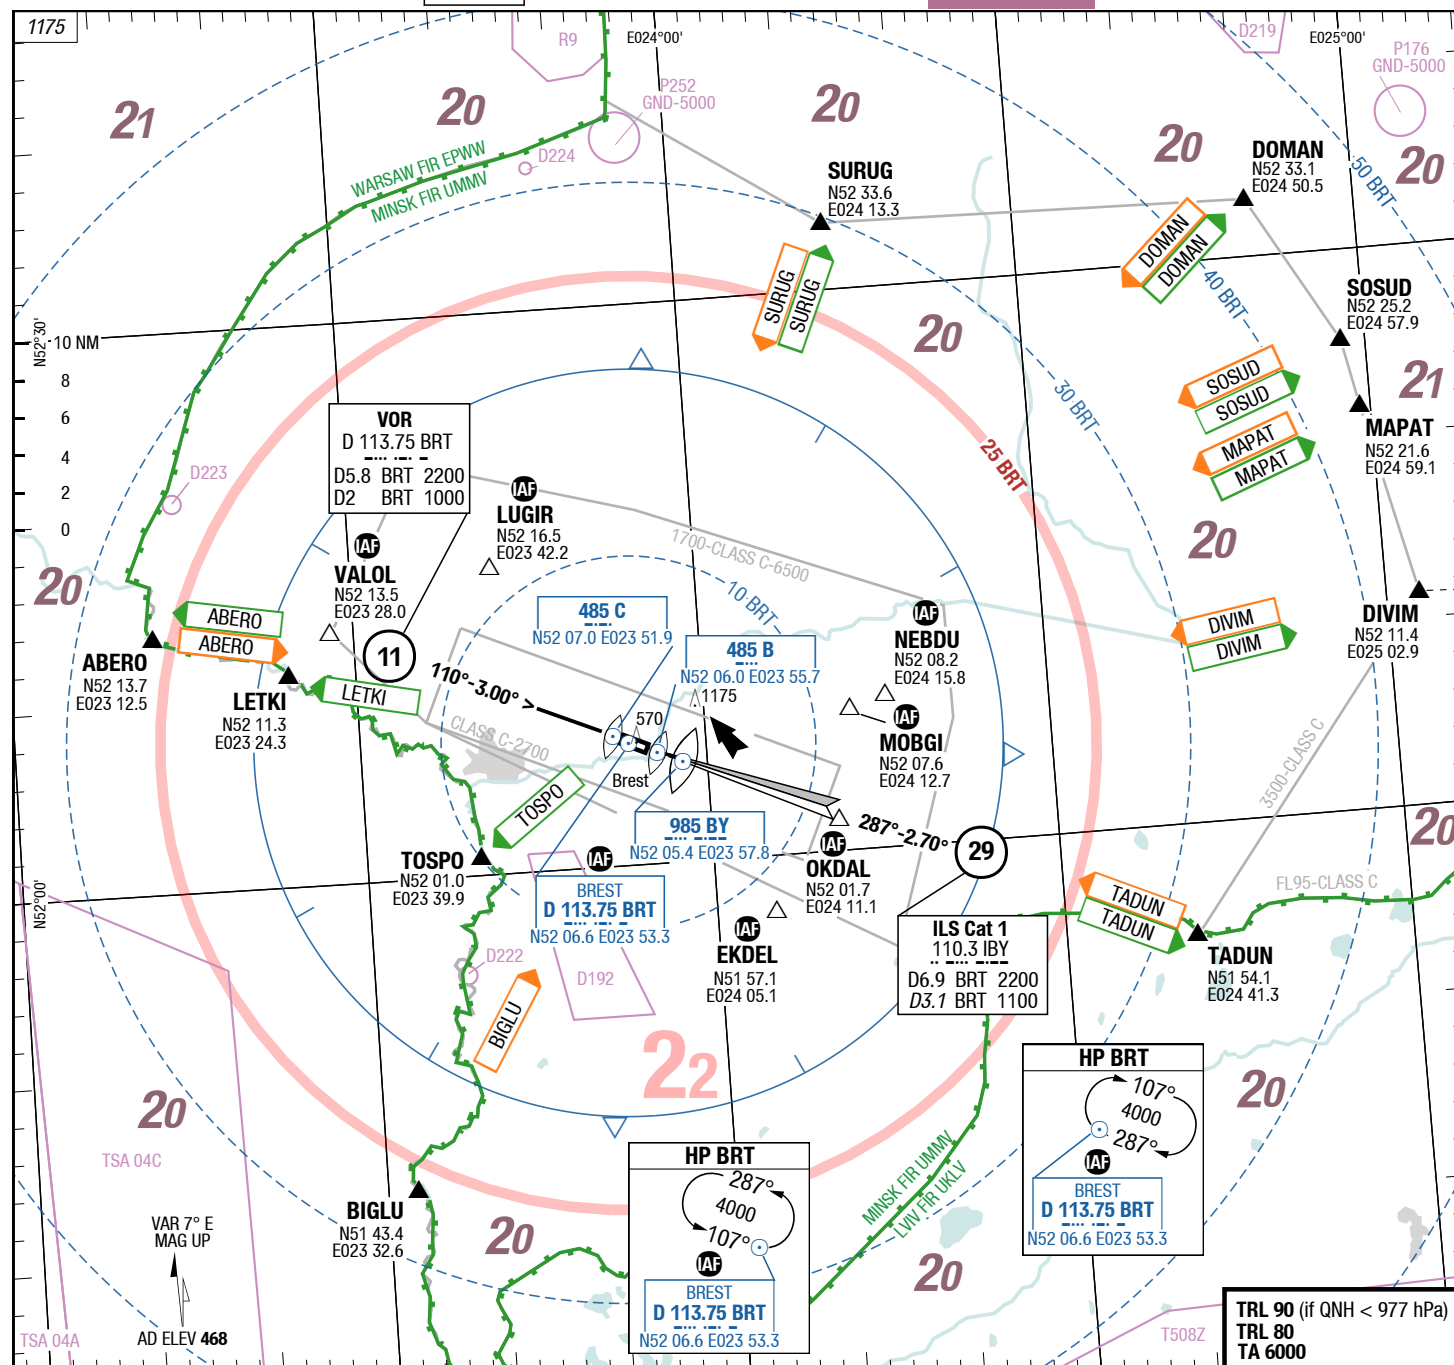 1175
E024°00'
E025°00'
R9
D219
P176
GND-5000
P252
GND-5000
21
20
20
20
20
D224
WARSAW FIR EPWW
MINSK FIR UMMV
SURUG
N52 33.6
E024 13.3
DOMAN
N52 33.1
E024 50.5
50 BRT
DOMAN
DOMAN
SURUG
SURUG
40 BRT
SOSUD
N52 25.2
E024 57.9
N52°30'
10 NM
8
6
4
2
0
20
21
30 BRT
SOSUD
SOSUD
MAPAT
MAPAT
MAPAT
N52 21.6
E024 59.1
25 BRT
VOR
D 113.75 BRT
D5.8 BRT 2200
D2 BRT 1000
D223
IAF
LUGIR
N52 16.5
E023 42.2
IAF
VALOL
N52 13.5
E023 28.0
1700-CLASS C-6500
20
20
10 BRT
485 C
N52 07.0 E023 51.9
485 B
N52 06.0 E023 55.7
IAF
NEBDU
N52 08.2
E024 15.8
DIVIM
DIVIM
DIVIM
N52 11.4
E025 02.9
ABERO
ABERO
ABERO
N52 13.7
E023 12.5
LETKI
N52 11.3
E023 24.3
LETKI
11
110°-3.00° >
1175
570
IAF
MOBGI
N52 07.6
E024 12.7
CLASS C-2700
Brest
3500-CLASS C
TOSPO
985 BY
N52 05.4 E023 57.8
287°-2.70°
29
20
TOSPO
N52 01.0
E023 39.9
IAF
BREST
D 113.75 BRT
N52 06.6 E023 53.3
IAF
OKDAL
N52 01.7
E024 11.1
FL95-CLASS C
N52°00'
TADUN
TADUN
TADUN
N51 54.1
E024 41.3
IAF
EKDEL
N51 57.1
E024 05.1
ILS Cat 1
110.3 IBY
D6.9 BRT 2200
D3.1 BRT 1100
D222
D192
BIGLU
22
20
20
HP BRT
107°
4000
287°
IAF
BREST
D 113.75 BRT
N52 06.6 E023 53.3
TSA 04C
HP BRT
287°
4000
107°
IAF
BREST
D 113.75 BRT
N52 06.6 E023 53.3
MINSK FIR UMMV
LVIV FIR UKLV
BIGLU
N51 43.4
E023 32.6
20
20
VAR 7° E
MAG UP
AD ELEV 468
TSA 04A
T508Z
TRL 90 (if QNH < 977 hPa)
TRL 80
TA 6000